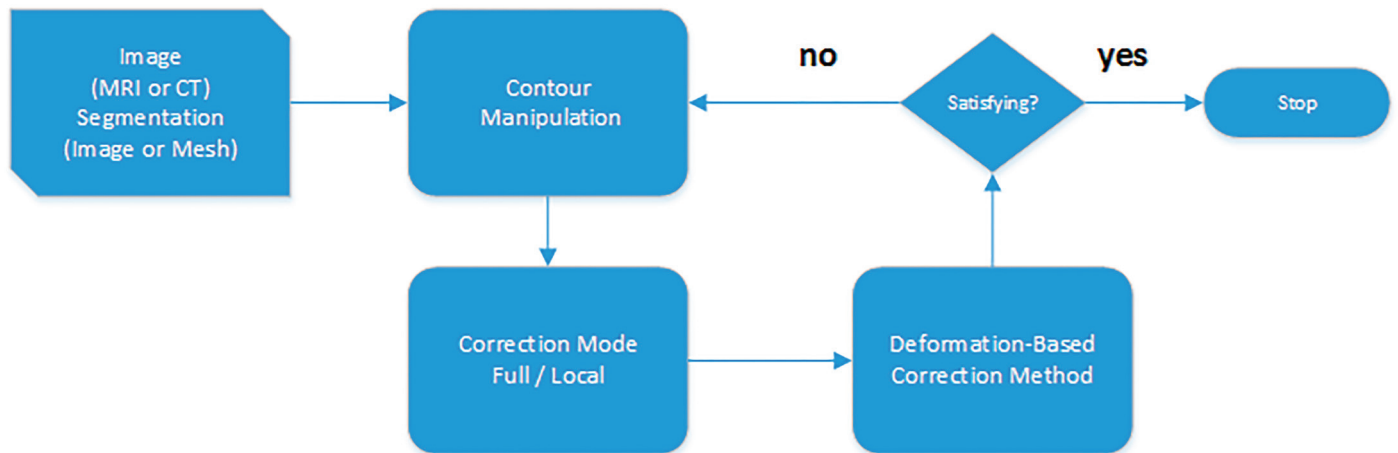 Image
(MRI or CT)
Segmentation
(Image or Mesh)
Contour
Manipulation
no
Satisfying?
yes
Stop
Correction Mode
Full / Local
Deformation-Based
Correction Method